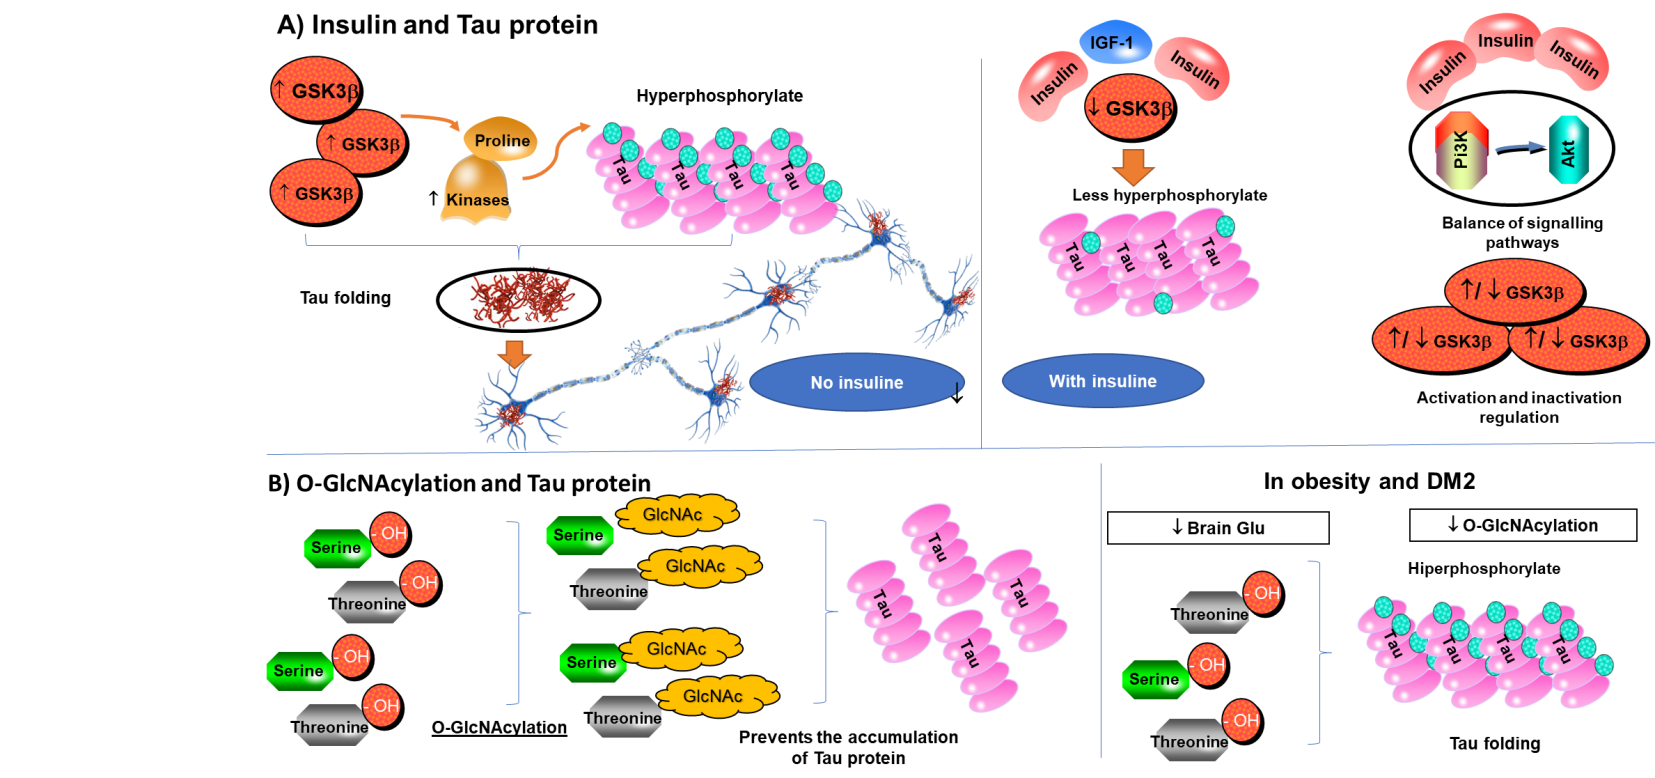 A) Insulin and Tau protein
↑ GSK3β
↑ GSK3β
↑ GSK3β
Proline
↑ Kinases
Hyperphosphorylate
Tau
Tau
Tau
Tau
Tau folding
No insuline
↓
IGF-1
Insulin
Insulin
↓ GSK3β
Less hyperphosphorylate
Tau
Tau
Tau
Tau
With insuline
Insulin
Insulin
Insulin
Pi3K
Akt
Balance of signalling
pathways
↑/↓ GSK3β
↑/↓ GSK3β
↑/↓ GSK3β
Activation and inactivation
regulation
B) O-GlcNAcylation and Tau protein
Serine
- OH
Threonine
- OH
Serine
- OH
Threonine
- OH
O-GlcNAcylation
Serine
GlcNAc
Threonine
GlcNAc
Serine
GlcNAc
Threonine
GlcNAc
Tau
Tau
Tau
Tau
Prevents the accumulation
of Tau protein
In obesity and DM2
↓ Brain Glu
↓ O-GlcNAcylation
Threonine
- OH
Serine
- OH
Threonine
- OH
Hiperphosphorylate
Tau
Tau
Tau
Tau
Tau folding